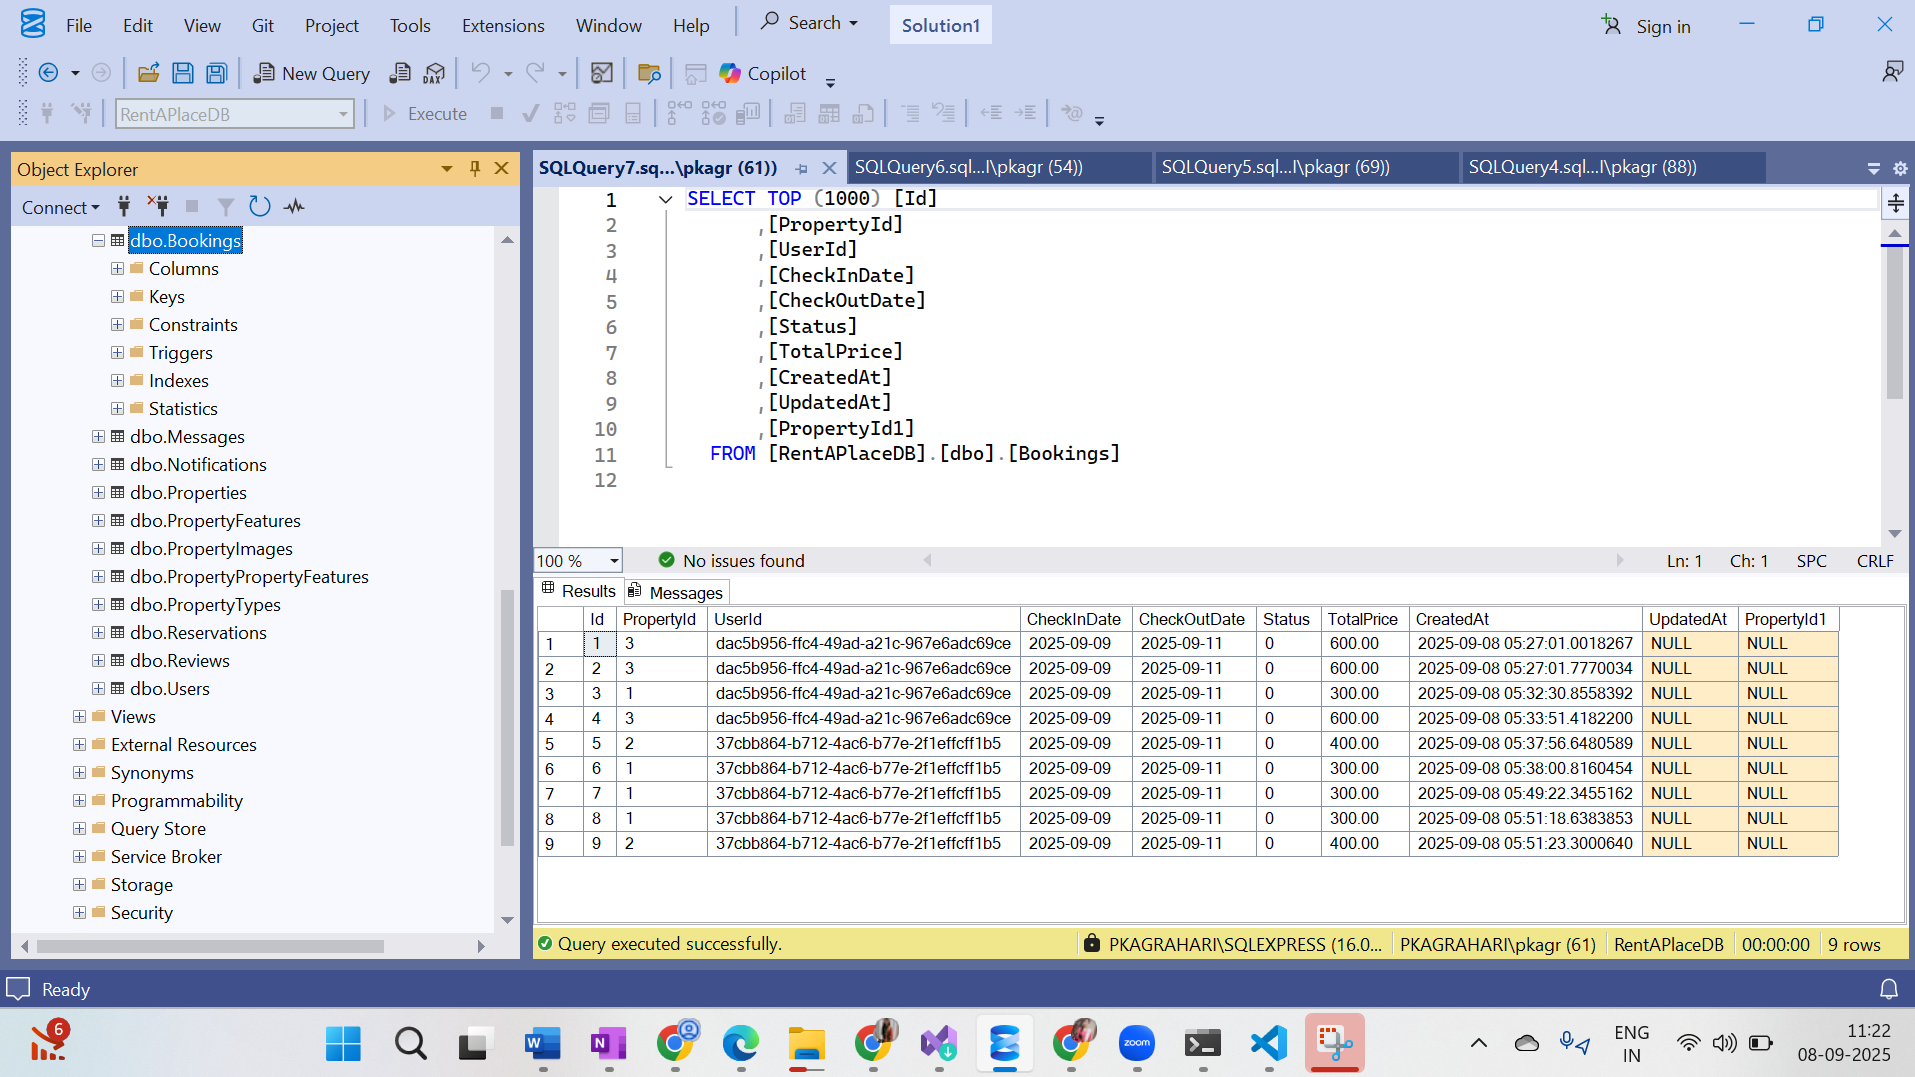 File Edit View Git Project Tools Extensions Window Help Search Solution1 Sign in
New Query DAX Copilot
RentAPlaceDB Execute
Object Explorer
Connect
dbo.Bookings
Columns
Keys
Constraints
Triggers
Indexes
Statistics
dbo.Messages
dbo.Notifications
dbo.Properties
dbo.PropertyFeatures
dbo.PropertyImages
dbo.PropertyPropertyFeatures
dbo.PropertyTypes
dbo.Reservations
dbo.Reviews
dbo.Users
Views
External Resources
Synonyms
Programmability
Query Store
Service Broker
Storage
Security
SQLQuery7.sq...\pkagr (61)) SQLQuery6.sql...I\pkagr (54)) SQLQuery5.sql...I\pkagr (69)) SQLQuery4.sql...I\pkagr (88))
1 SELECT TOP (1000) [Id]
2 ,[PropertyId]
3 ,[UserId]
4 ,[CheckInDate]
5 ,[CheckOutDate]
6 ,[Status]
7 ,[TotalPrice]
8 ,[CreatedAt]
9 ,[UpdatedAt]
10 ,[PropertyId1]
11 FROM [RentAPlaceDB].[dbo].[Bookings]
12
100 % No issues found Ln: 1 Ch: 1 SPC CRLF
Results Messages
Id PropertyId UserId CheckInDate CheckOutDate Status TotalPrice CreatedAt UpdatedAt PropertyId1
1 1 3 dac5b956-ffc4-49ad-a21c-967e6adc69ce 2025-09-09 2025-09-11 0 600.00 2025-09-08 05:27:01.0018267 NULL NULL
2 2 3 dac5b956-ffc4-49ad-a21c-967e6adc69ce 2025-09-09 2025-09-11 0 600.00 2025-09-08 05:27:01.7770034 NULL NULL
3 3 1 dac5b956-ffc4-49ad-a21c-967e6adc69ce 2025-09-09 2025-09-11 0 300.00 2025-09-08 05:32:30.8558392 NULL NULL
4 4 3 dac5b956-ffc4-49ad-a21c-967e6adc69ce 2025-09-09 2025-09-11 0 600.00 2025-09-08 05:33:51.4182200 NULL NULL
5 5 2 37cbb864-b712-4ac6-b77e-2f1effcff1b5 2025-09-09 2025-09-11 0 400.00 2025-09-08 05:37:56.6480589 NULL NULL
6 6 1 37cbb864-b712-4ac6-b77e-2f1effcff1b5 2025-09-09 2025-09-11 0 300.00 2025-09-08 05:38:00.8160454 NULL NULL
7 7 1 37cbb864-b712-4ac6-b77e-2f1effcff1b5 2025-09-09 2025-09-11 0 300.00 2025-09-08 05:49:22.3455162 NULL NULL
8 8 1 37cbb864-b712-4ac6-b77e-2f1effcff1b5 2025-09-09 2025-09-11 0 300.00 2025-09-08 05:51:18.6383853 NULL NULL
9 9 2 37cbb864-b712-4ac6-b77e-2f1effcff1b5 2025-09-09 2025-09-11 0 400.00 2025-09-08 05:51:23.3000640 NULL NULL
Query executed successfully. PKAGRAHARI\SQLEXPRESS (16.0... PKAGRAHARI\pkagr (61) RentAPlaceDB 00:00:00 9 rows
Ready
6 W N zoom ENG IN 11:22
08-09-2025